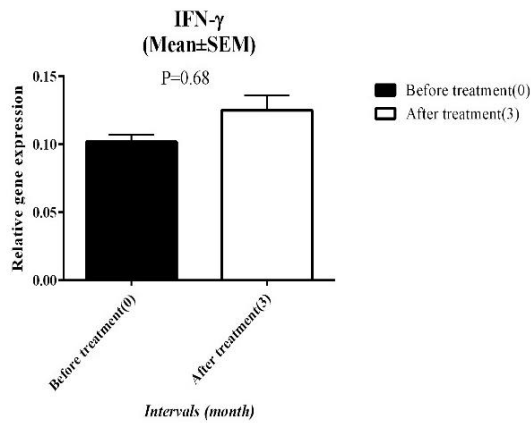 IFN-γ
(Mean±SEM)
P=0.68
0.15
0.10
0.05
0.00
Relative gene expression
Before treatment(0)
After treatment(3)
Intervals (month)
Before treatment(0)
After treatment(3)